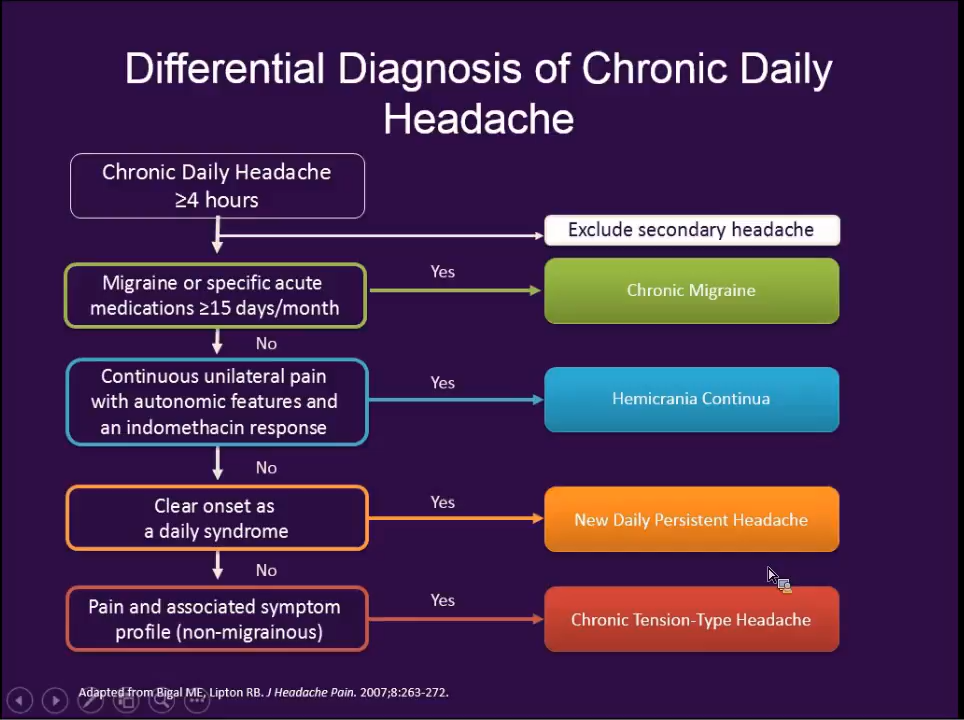 Differential Diagnosis of Chronic Daily
Headache
Chronic Daily Headache
≥4 hours
Exclude secondary headache
Migraine or specific acute
medications ≥15 days/month
Yes
Chronic Migraine
No
Continuous unilateral pain
with autonomic features and
an indomethacin response
Yes
Hemicrania Continua
No
Clear onset as
a daily syndrome
Yes
New Daily Persistent Headache
No
Pain and associated symptom
profile (non-migrainous)
Yes
Chronic Tension-Type Headache
Adapted from Bigal ME, Lipton RB. J Headache Pain. 2007;8:263-272.